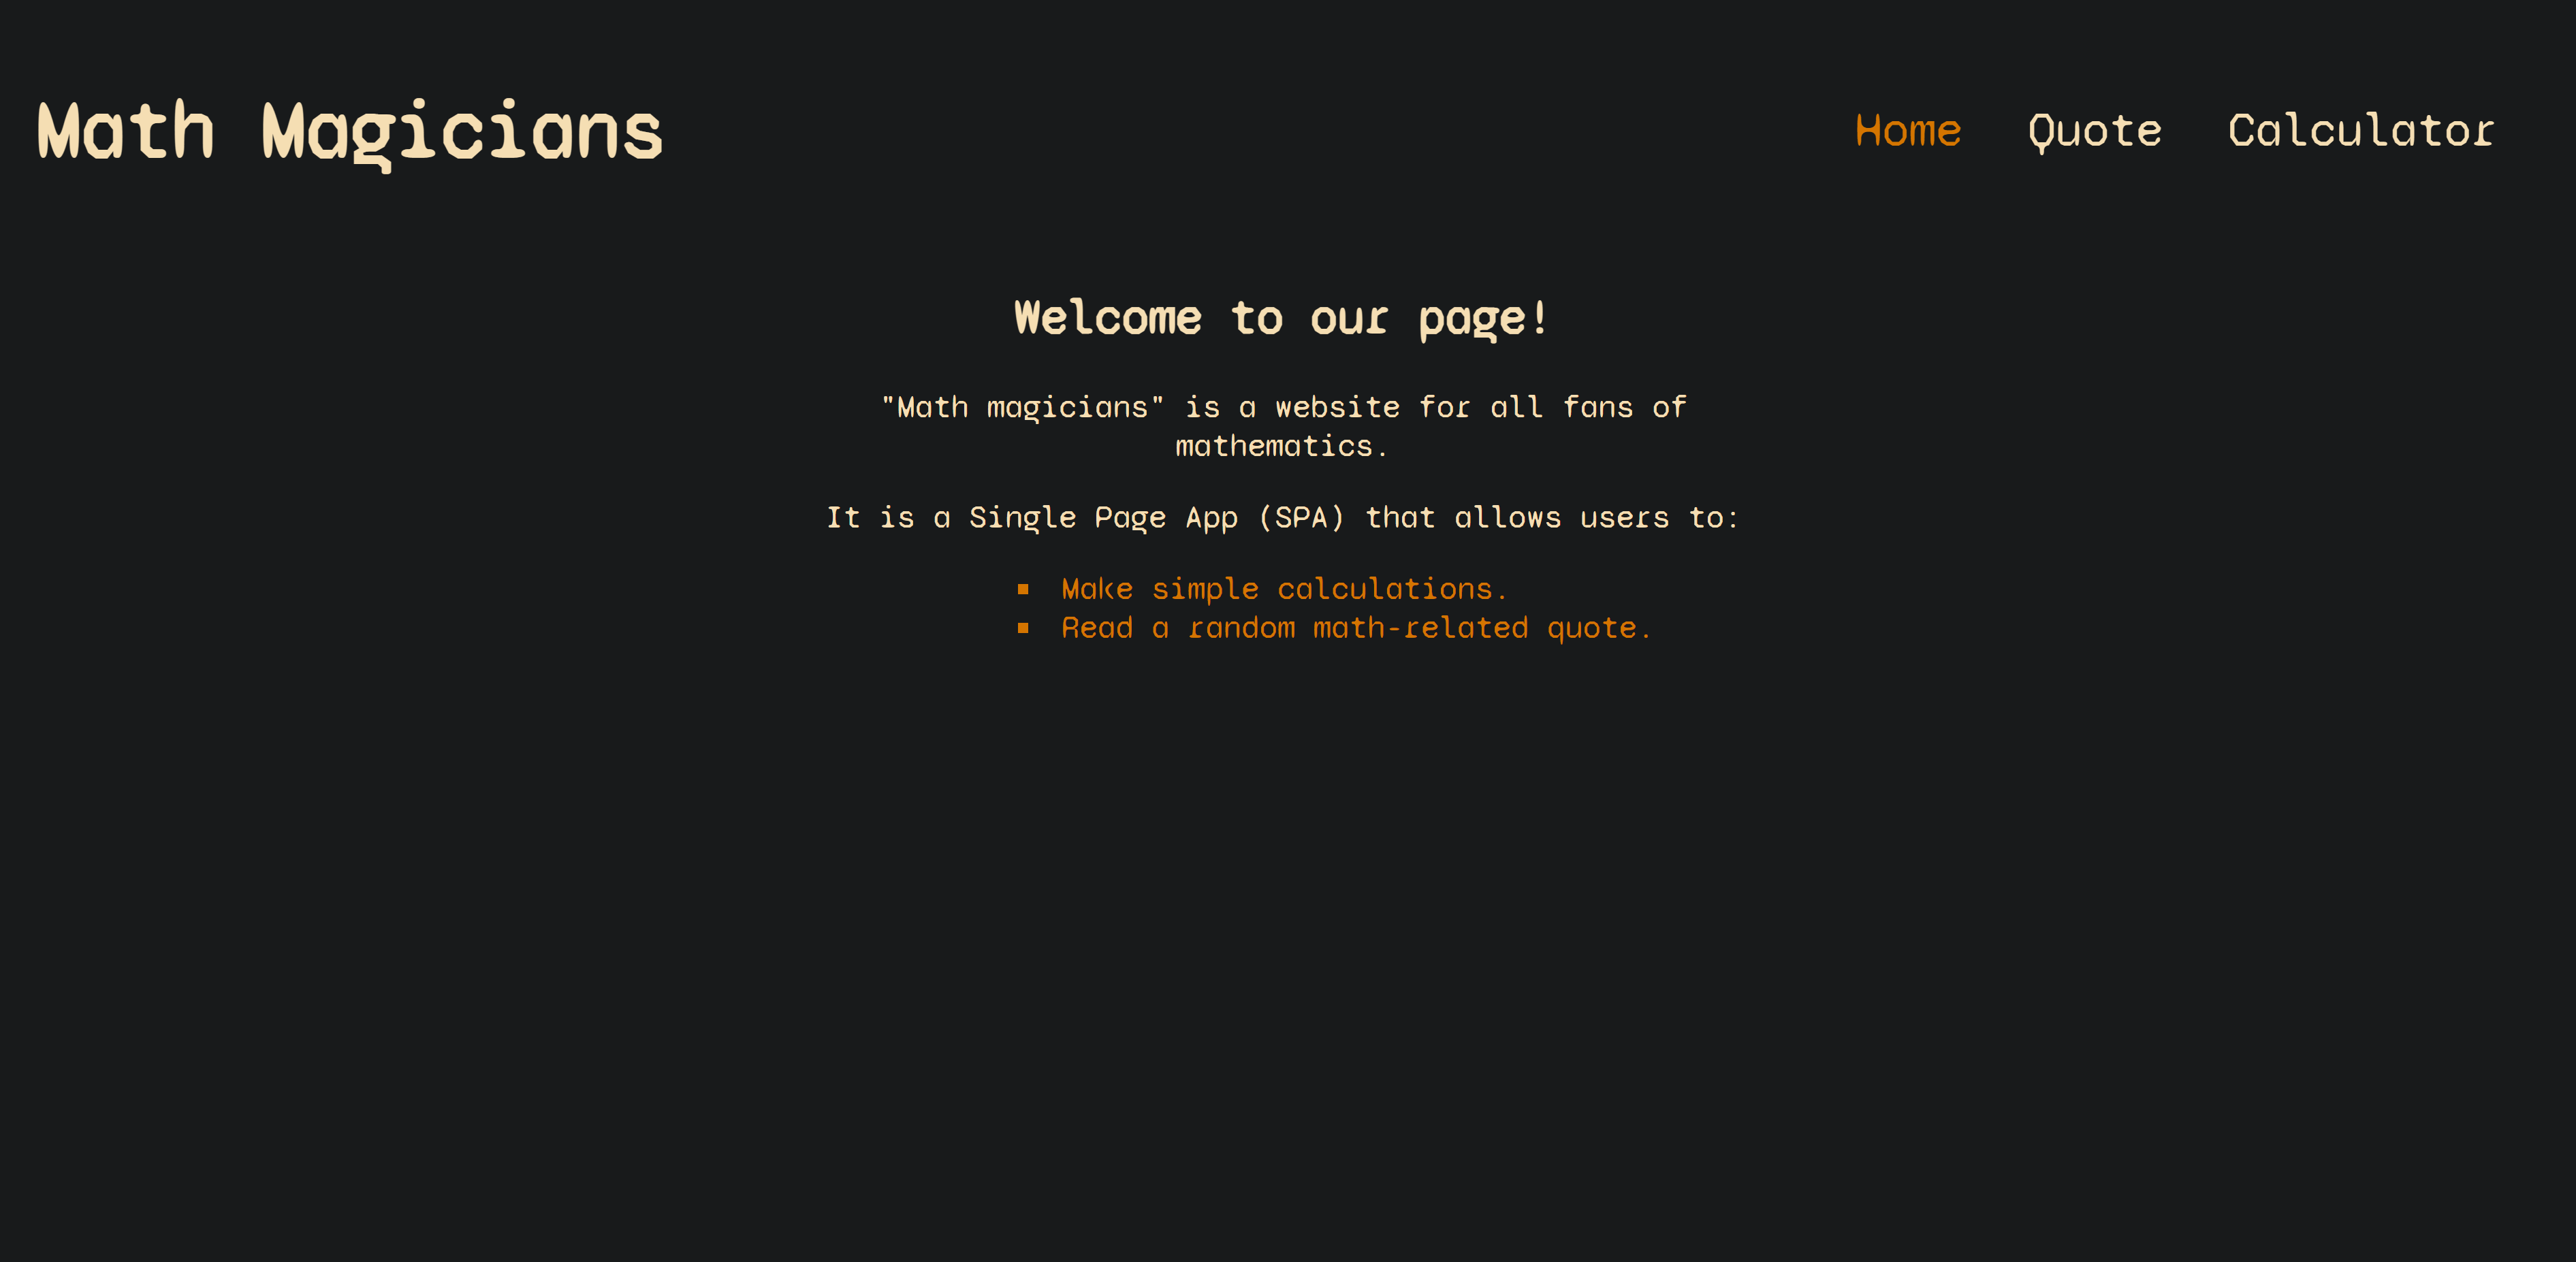 Math Magicians
Home Quote Calculator
Welcome to our page!
"Math magicians" is a website for all fans of
mathematics.
It is a Single Page App (SPA) that allows users to:
▪ Make simple calculations.
▪ Read a random math-related quote.